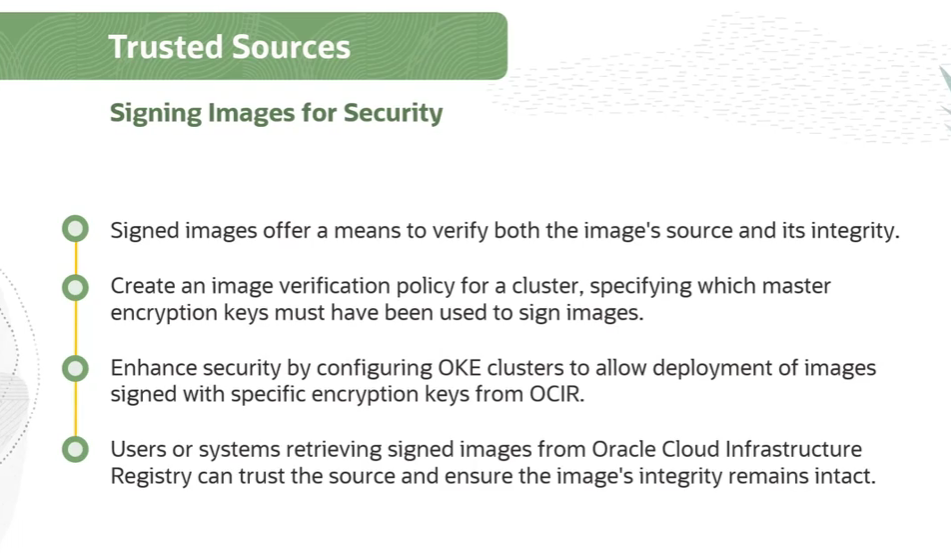 Trusted Sources
Signing Images for Security
Signed images offer a means to verify both the image's source and its integrity.
Create an image verification policy for a cluster, specifying which master
encryption keys must have been used to sign images.
Enhance security by configuring OKE clusters to allow deployment of images
signed with specific encryption keys from OCIR.
Users or systems retrieving signed images from Oracle Cloud Infrastructure
Registry can trust the source and ensure the image's integrity remains intact.